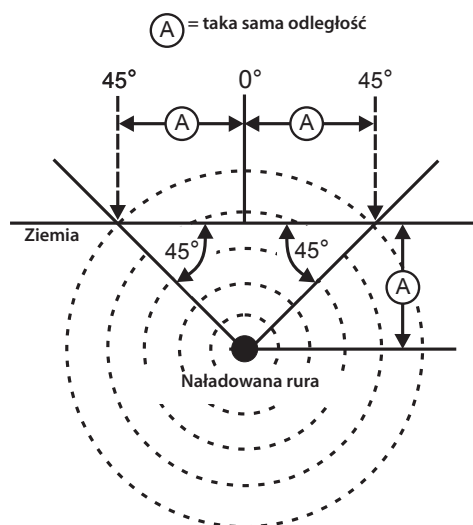 A = taka sama odległość
45° 0° 45°
A A
Ziemia
45° 45°
A
Naładowana rura